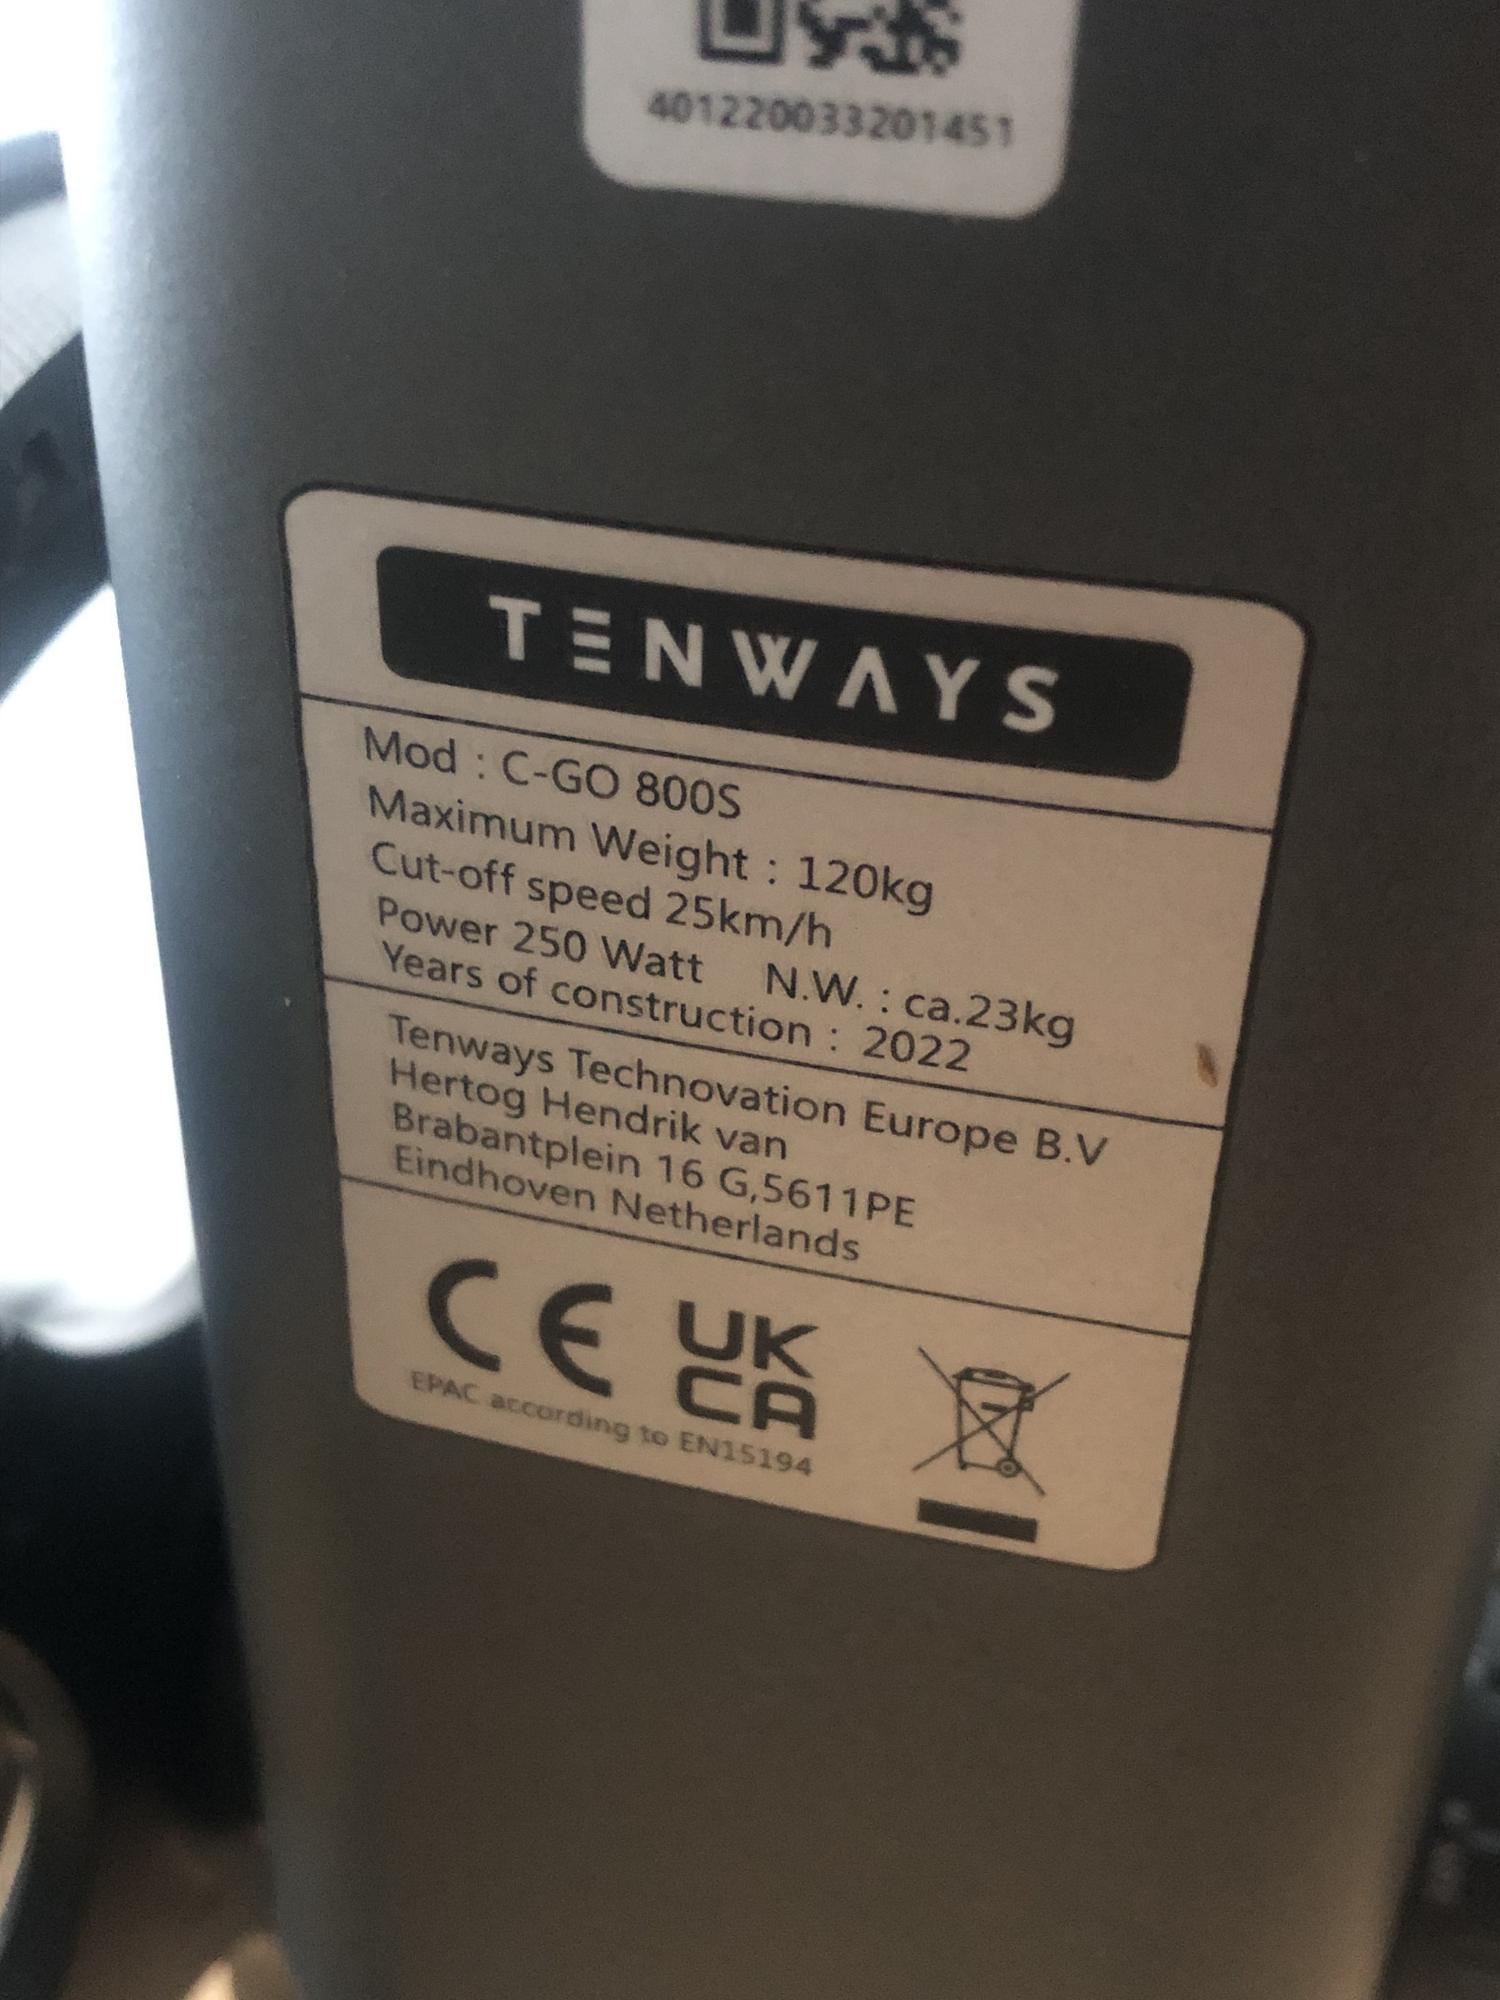 401220033201451
TENWAYS
Mod : C-GO 800S
Maximum Weight : 120kg
Cut-off speed 25km/h
Power 250 Watt N.W. : ca.23kg
Years of construction : 2022
Tenways Technovation Europe B.V
Hertog Hendrik van
Brabantplein 16 G,5611PE
Eindhoven Netherlands
CE UK
CA
EPAC according to EN15194